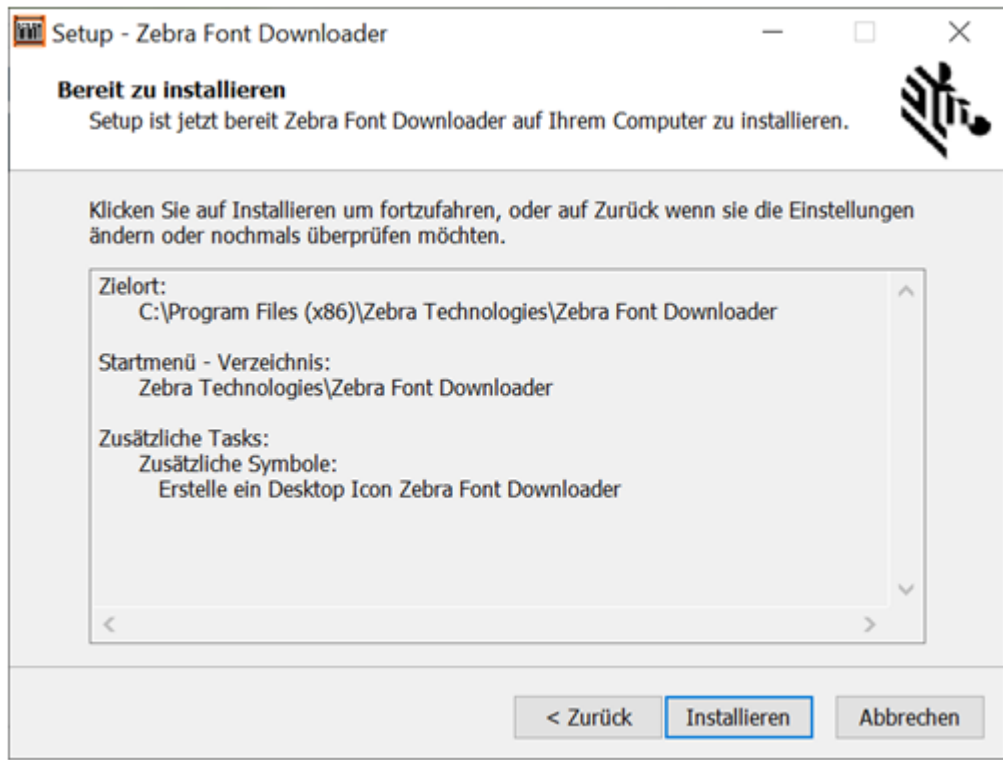 Setup - Zebra Font Downloader
Bereit zu installieren
Setup ist jetzt bereit Zebra Font Downloader auf Ihrem Computer zu installieren.
Klicken Sie auf Installieren um fortzufahren, oder auf Zurück wenn sie die Einstellungen
ändern oder nochmals überprüfen möchten.
Zielort:
C:\Program Files (x86)\Zebra Technologies\Zebra Font Downloader
Startmenü - Verzeichnis:
Zebra Technologies\Zebra Font Downloader
Zusätzliche Tasks:
Zusätzliche Symbole:
Erstelle ein Desktop Icon Zebra Font Downloader
< Zurück
Installieren
Abbrechen